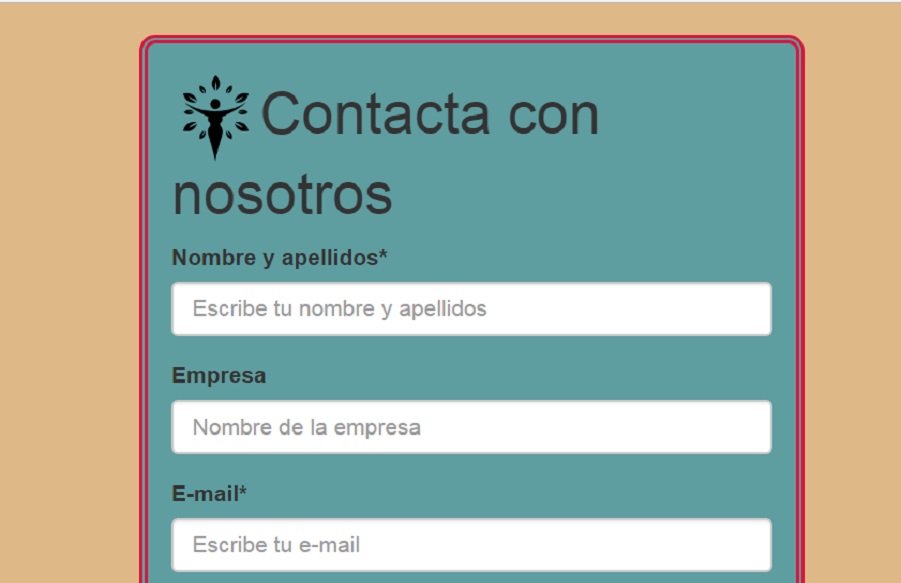 Contacta con
nosotros
Nombre y apellidos*
Escribe tu nombre y apellidos
Empresa
Nombre de la empresa
E-mail*
Escribe tu e-mail